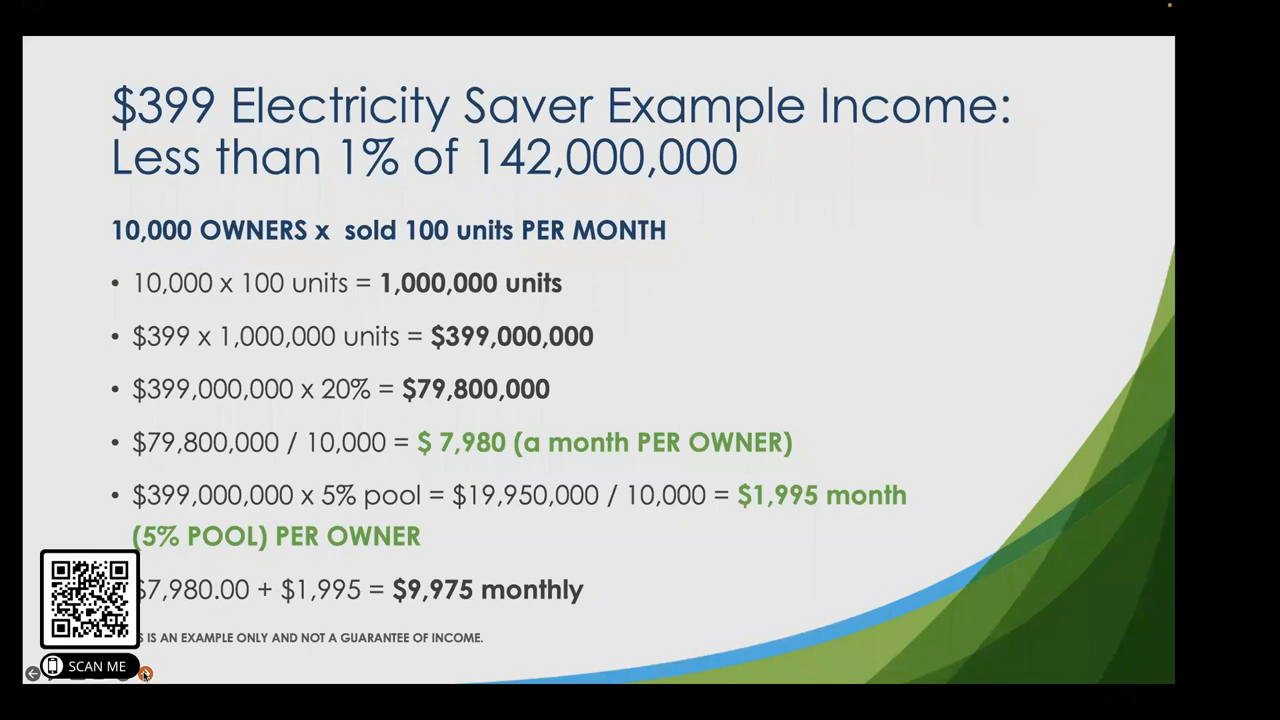 $399 Electricity Saver Example Income:
Less than 1% of 142,000,000
10,000 OWNERS x sold 100 units PER MONTH
• 10,000 x 100 units = 1,000,000 units
• $399 x 1,000,000 units = $399,000,000
• $399,000,000 x 20% = $79,800,000
• $79,800,000 / 10,000 = $ 7,980 (a month PER OWNER)
• $399,000,000 x 5% pool = $19,950,000 / 10,000 = $1,995 month
(5% POOL) PER OWNER
$7,980.00 + $1,995 = $9,975 monthly
S IS AN EXAMPLE ONLY AND NOT A GUARANTEE OF INCOME.
SCAN ME